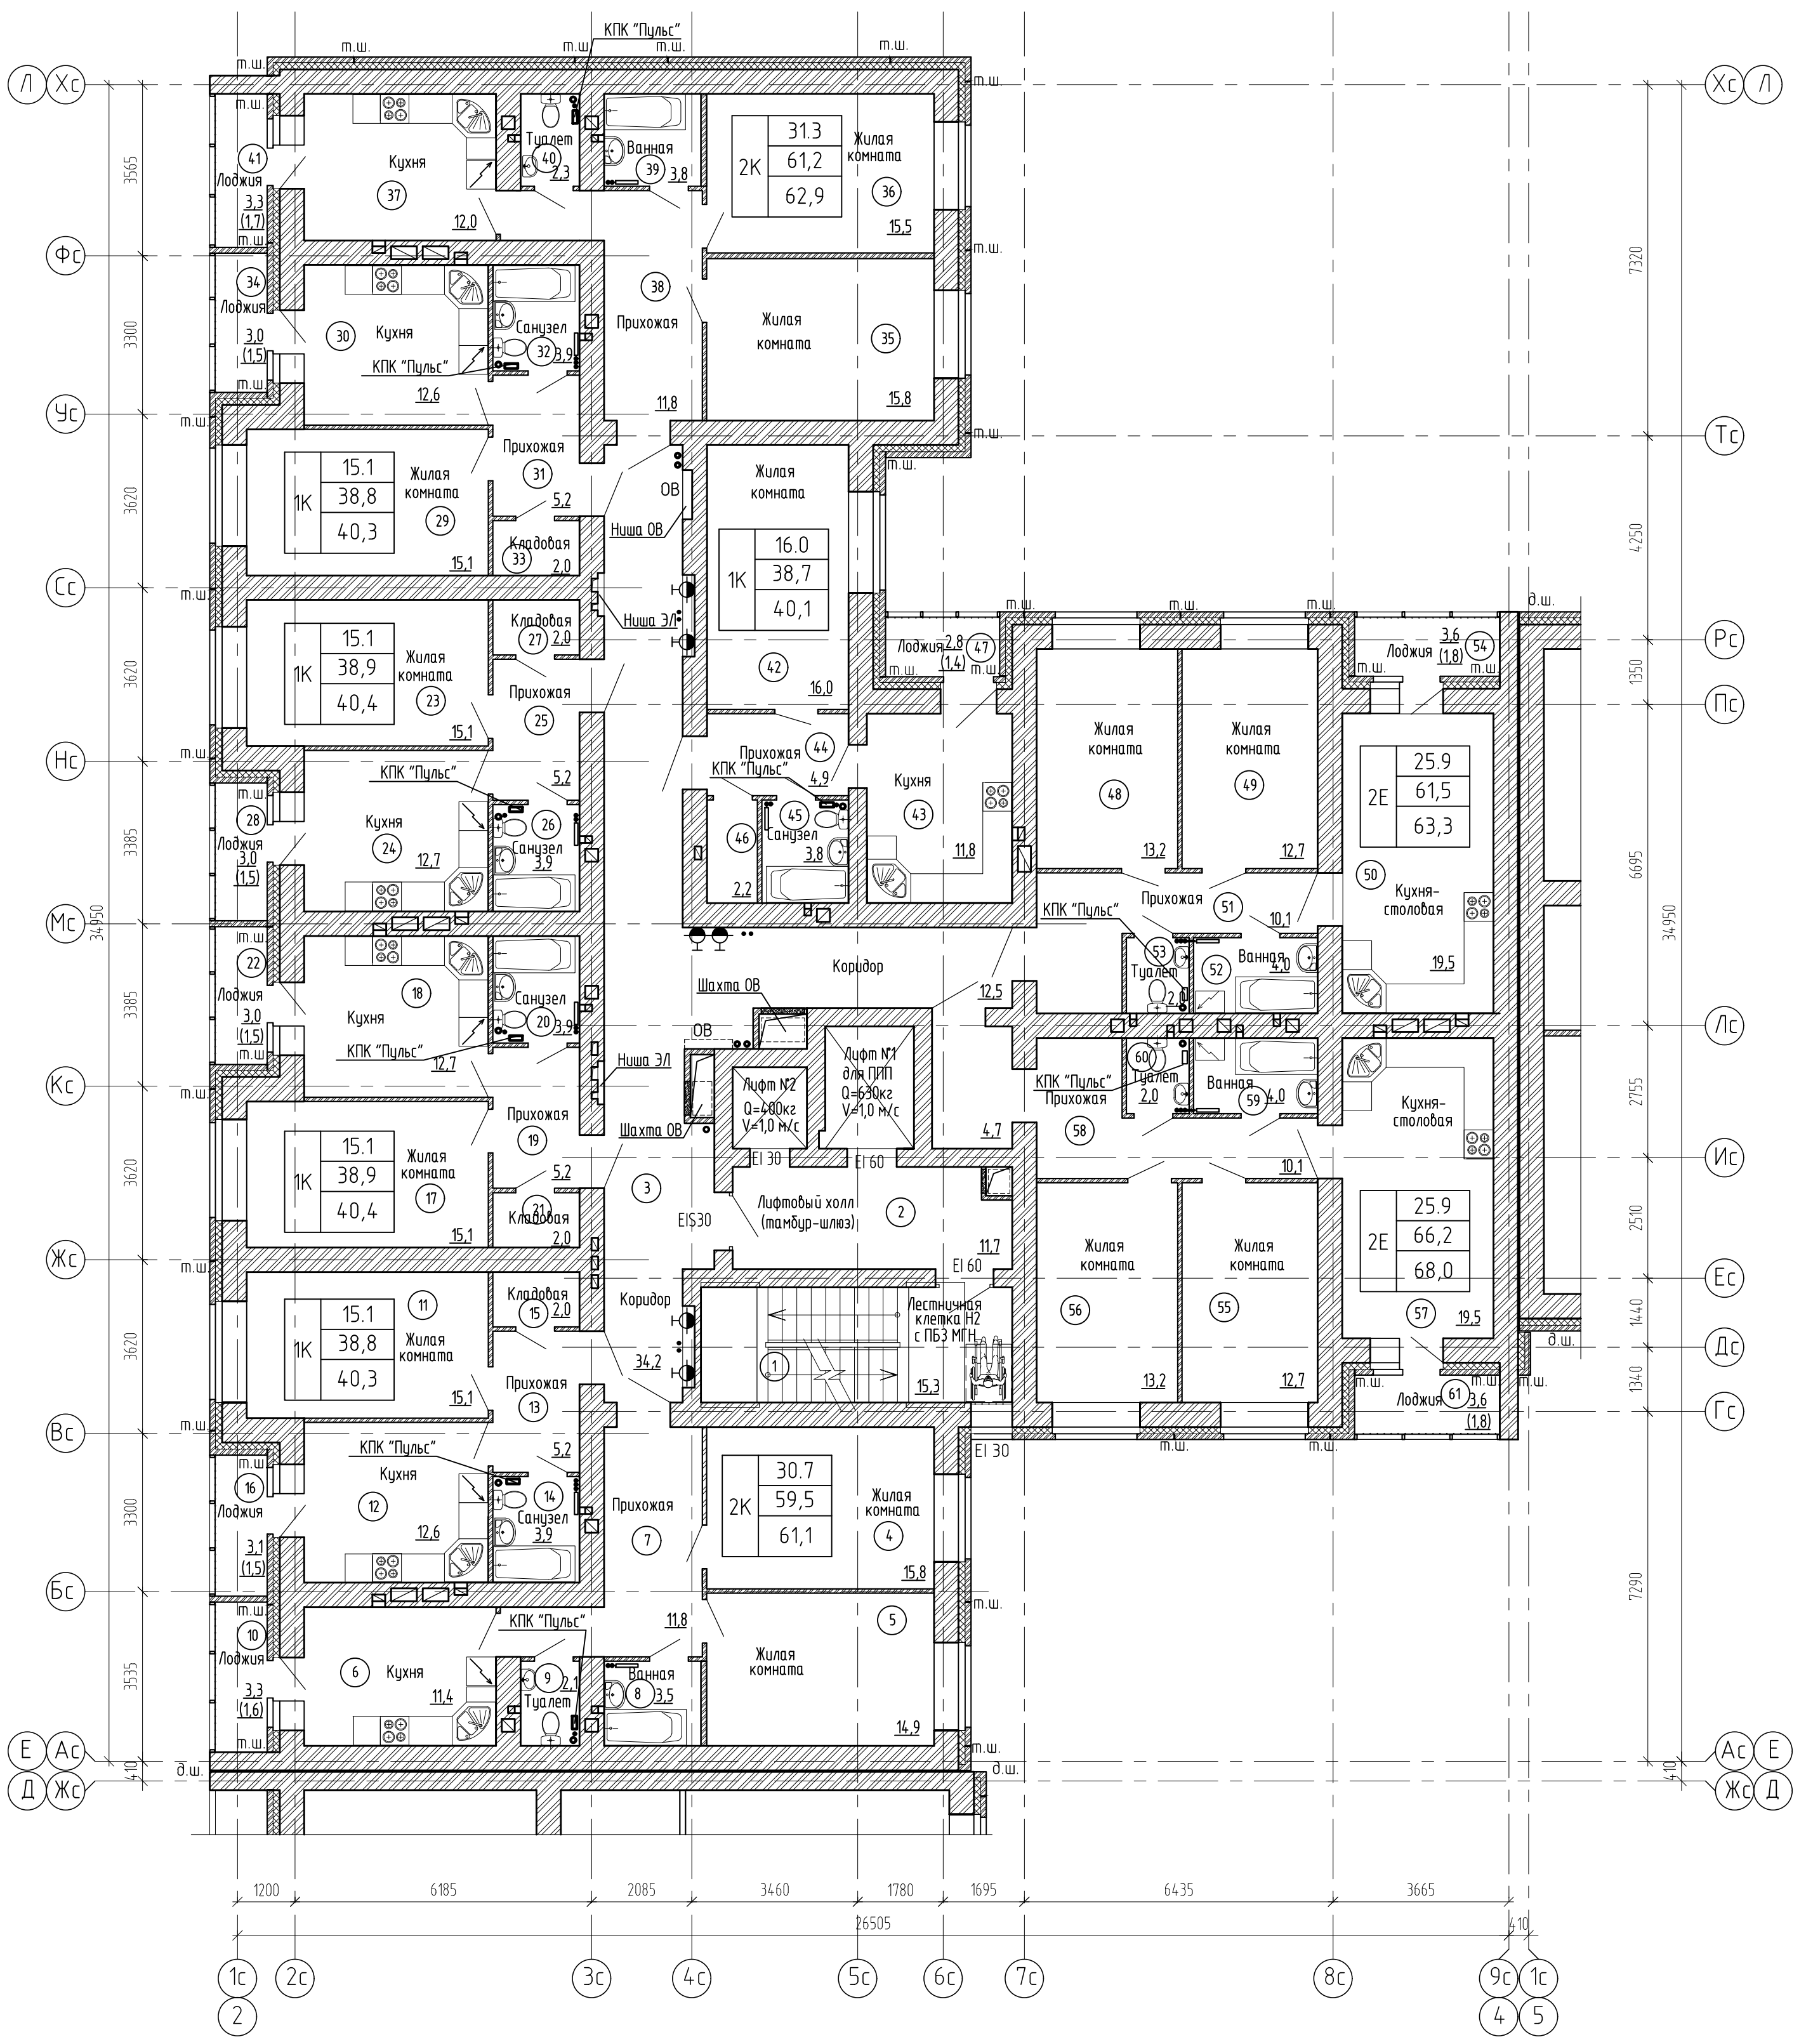 КПК "Пульс"
т.ш.
т.ш.
т.ш.
т.ш.
т.ш.
т.ш.
Л
Хс
Хс
Л
т.ш.
41
Лоджия
3,3
(1,7)
т.ш.
Кухня
37
12,0
Туалет
40
2,3
Ванная
39
3,8
2К
31.3
61,2
62,9
Жилая
комната
36
15,5
3565
7320
Фс
т.ш.
34
Лоджия
3,0
(1,5)
т.ш.
30
Кухня
КПК "Пульс"
12,6
Санузел
32
3,9
38
Прихожая
11,8
Жилая
комната
35
15,8
3300
Ус
т.ш.
Тс
т.ш.
т.ш.
1К
15.1
38,8
40,3
Жилая
комната
29
15,1
Прихожая
31
5,2
Кладовая
33
2,0
ОВ
Ниша ОВ
Жилая
комната
1К
16.0
38,7
40,1
42
16,0
3620
4250
Сс
т.ш.
Ниша ЭЛ
1К
15.1
38,9
40,4
Жилая
комната
23
15,1
Кладовая
27
2,0
Прихожая
25
5,2
3620
т.ш.
т.ш.
т.ш.
д.ш.
Лоджия
2,8
(1,4)
47
т.ш.
т.ш.
Лоджия
3,6
(1,8)
54
т.ш.
т.ш.
Рс
1350
Пс
Нс
т.ш.
т.ш.
28
Лоджия
3,0
(1,5)
КПК "Пульс"
Кухня
24
12,7
26
Санузел
3,9
3385
Прихожая
44
КПК "Пульс"
4,9
46
2,2
45
Санузел
3,8
Кухня
43
11,8
Жилая
комната
48
13,2
Жилая
комната
49
12,7
2Е
25.9
61,5
63,3
50
Кухня-
столовая
19,5
6695
Мс
34950
34950
т.ш.
22
Лоджия
3,0
(1,5)
т.ш
18
Кухня
КПК "Пульс"
12,7
Санузел
20
3,9
3385
Коридор
Шахта ОВ
12,5
КПК "Пульс"
Прихожая
51
10,1
53
Туалет
52
Ванная
4,0
Лс
ОВ
Ниша ЭЛ
Лифт №1
для ППП
Q=630кг
V=1,0 м/с
Лифт №2
Q=400кг
V=1,0 м/с
Шахта ОВ
EI 30
EI 60
4,7
60
КПК "Пульс"
Туалет
2,0
Прихожая
58
10,1
Ванная
59
4,0
Кухня-
столовая
2755
Кс
Ис
1К
15.1
38,9
40,4
Жилая
комната
17
15,1
Прихожая
19
5,2
21
Кладовая
2,0
3620
3
EIS30
Лифтовый холл
(тамбур-шлюз)
2
11,7
2Е
25.9
66,2
68,0
57
19,5
2510
Жс
т.ш.
EI 60
Ес
1К
15.1
38,8
40,3
11
Жилая
комната
15,1
Кладовая
15
2,0
Прихожая
13
5,2
Коридор
34,2
Лестничная
клетка Н2
с ПБЗ МГН
1
15,3
Жилая
комната
56
13,2
Жилая
комната
55
12,7
3620
1440
Дс
д.ш.
т.ш.
т.ш.
т.ш.
Лоджия
61
3,6
(1,8)
1340
Гс
Вс
т.ш.
EI 30
т.ш.
т.ш.
т.ш
16
Лоджия
3,1
(1,5)
КПК "Пульс"
Кухня
12
12,6
14
Санузел
3,9
Прихожая
7
2К
30.7
59,5
61,1
Жилая
комната
4
15,8
3300
Бс
т.ш.
т.ш.
10
Лоджия
3,3
(1,6)
т.ш.
6
Кухня
11,4
КПК "Пульс"
9
2,1
Туалет
11,8
Ванная
8
3,5
5
Жилая
комната
14,9
3535
7290
Е
Ас
т.ш.
Ас
Е
410
д.ш.
д.ш.
410
Д
Жс
Жс
Д
1200
6185
2085
3460
1780
1695
6435
3665
26505
410
1с
2с
3с
4с
5с
6с
7с
8с
9с
1с
2
4
5